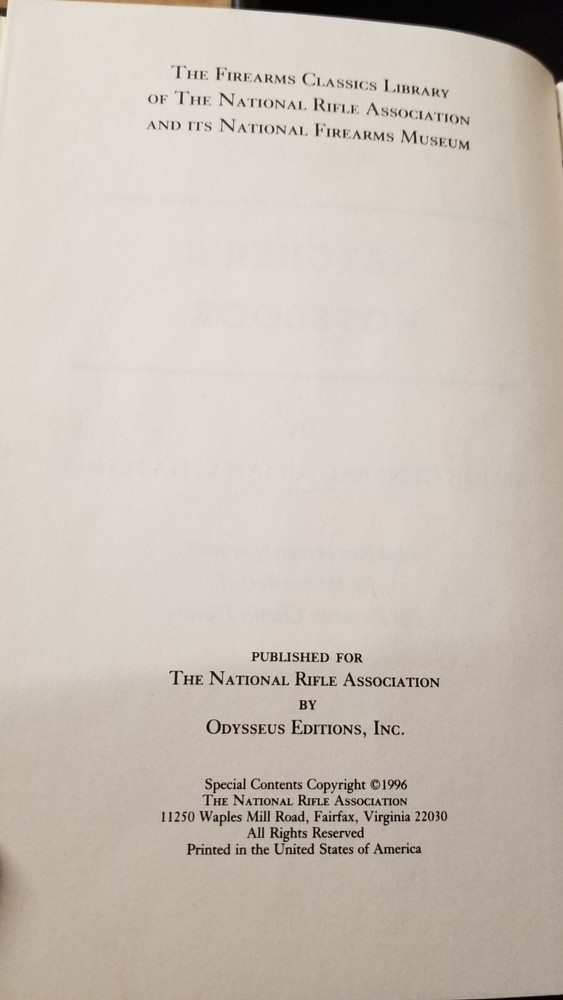 The Firearms Classics Library
of The National Rifle Association
and its National Firearms Museum
published for
The National Rifle Association
by
Odysseus Editions, Inc.
Special Contents Copyright ©1996
The National Rifle Association
11250 Waples Mill Road, Fairfax, Virginia 22030
All Rights Reserved
Printed in the United States of America